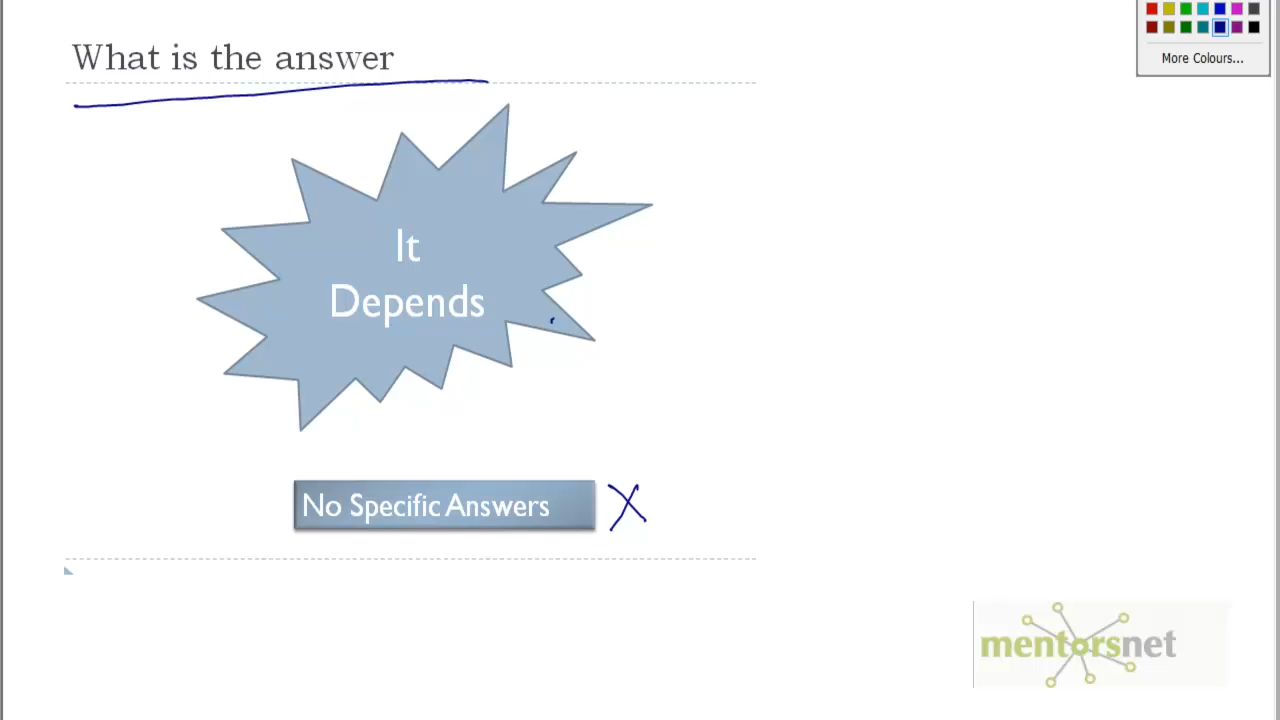 What is the answer
More Colours...
It
Depends
No Specific Answers
mentorsnet